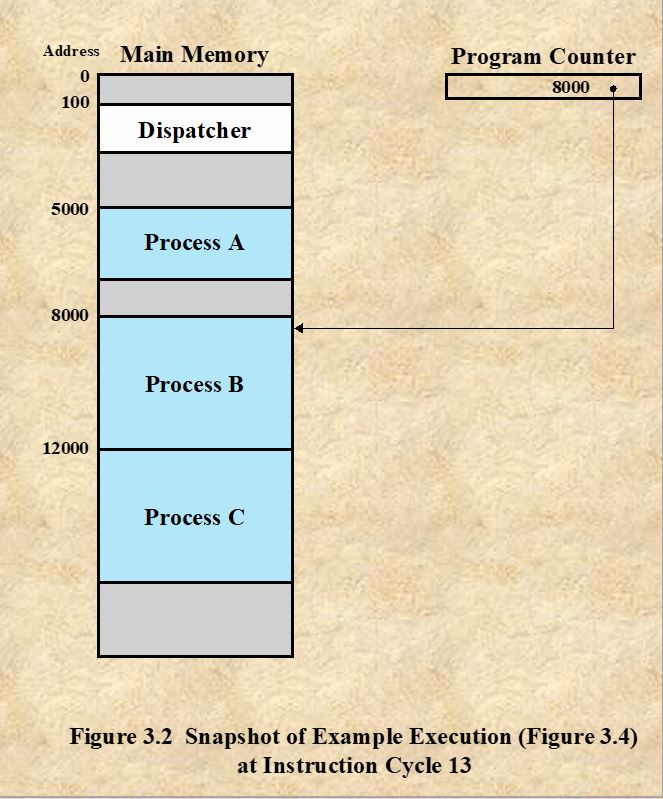 Address Main Memory
Program Counter
0
8000
100
Dispatcher
5000
Process A
8000
Process B
12000
Process C
Figure 3.2 Snapshot of Example Execution (Figure 3.4)
at Instruction Cycle 13